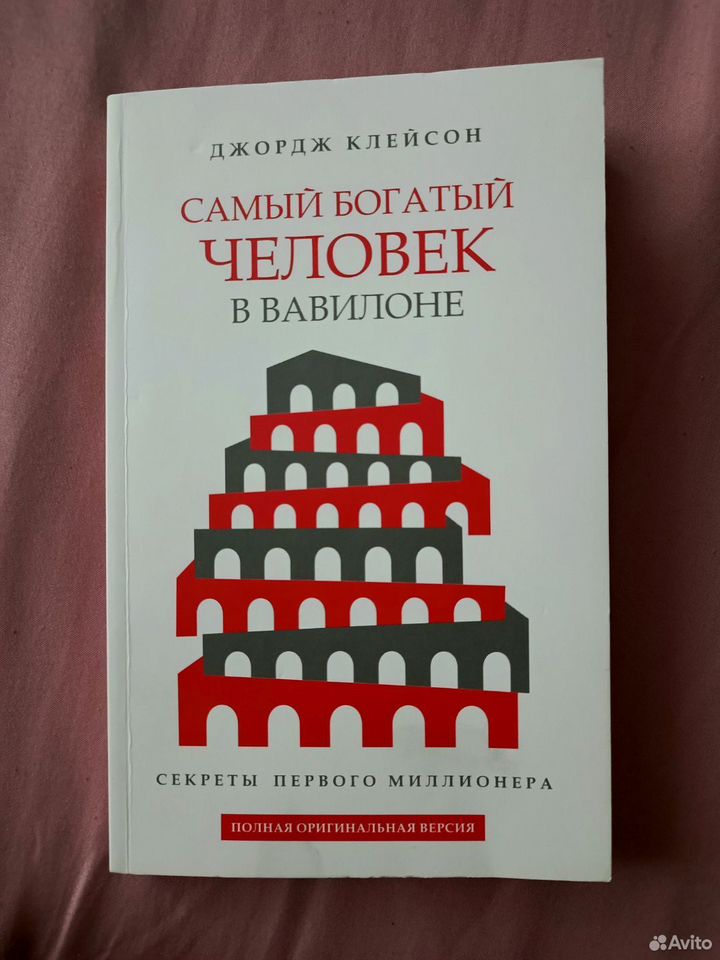 ДЖОРДЖ КЛЕЙСОН
САМЫЙ БОГАТЫЙ
ЧЕЛОВЕК
В ВАВИЛОНЕ
СЕКРЕТЫ ПЕРВОГО МИЛЛИОНЕРА
ПОЛНАЯ ОРИГИНАЛЬНАЯ ВЕРСИЯ
Avito